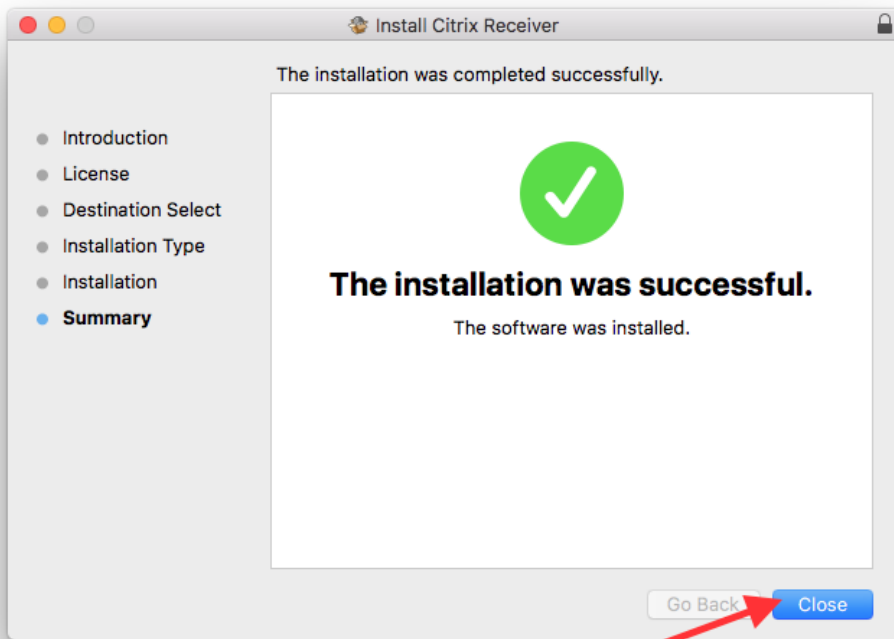 Install Citrix Receiver
The installation was completed successfully.
Introduction
License
Destination Select
Installation Type
Installation
Summary
The installation was successful.
The software was installed.
Go Back
Close